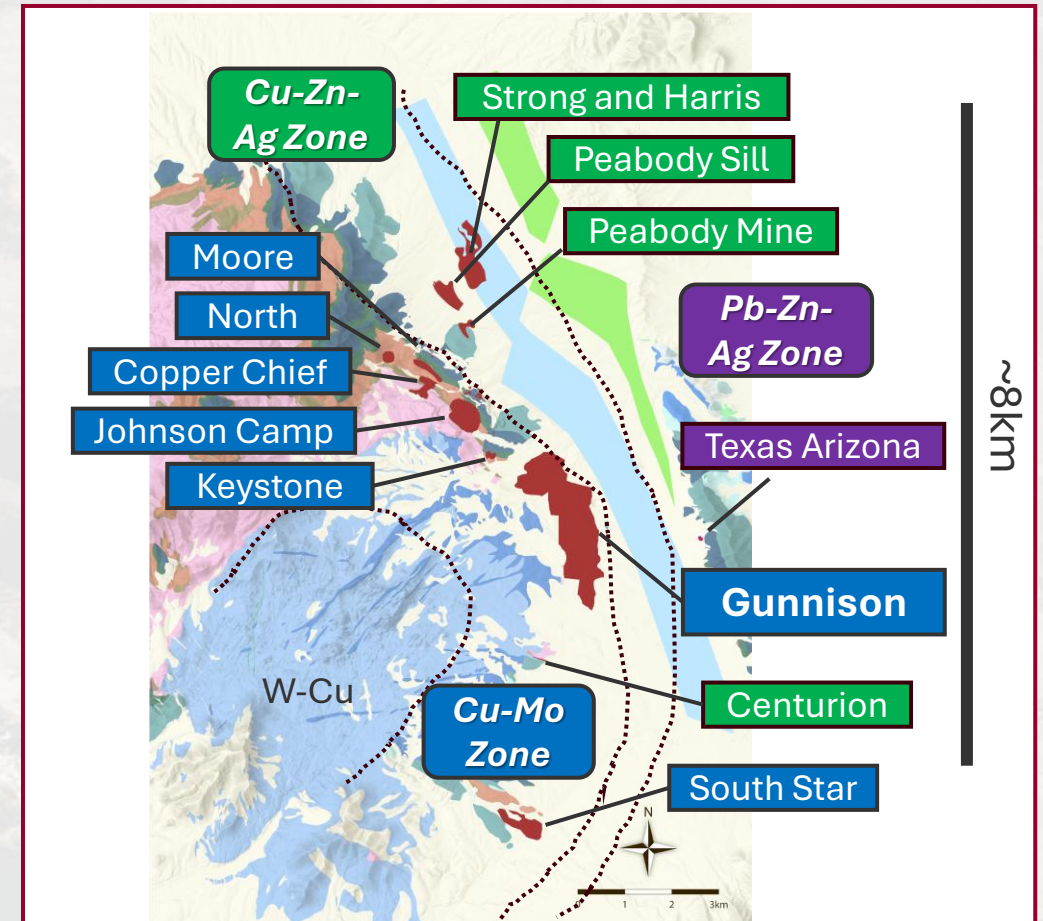 Cu-Zn-
Ag Zone
Strong and Harris
Peabody Sill
Peabody Mine
Moore
North
Copper Chief
Johnson Camp
Keystone
Pb-Zn-
Ag Zone
Texas Arizona
~8km
Gunnison
W-Cu
Cu-Mo
Zone
Centurion
South Star
N
1 2 3km